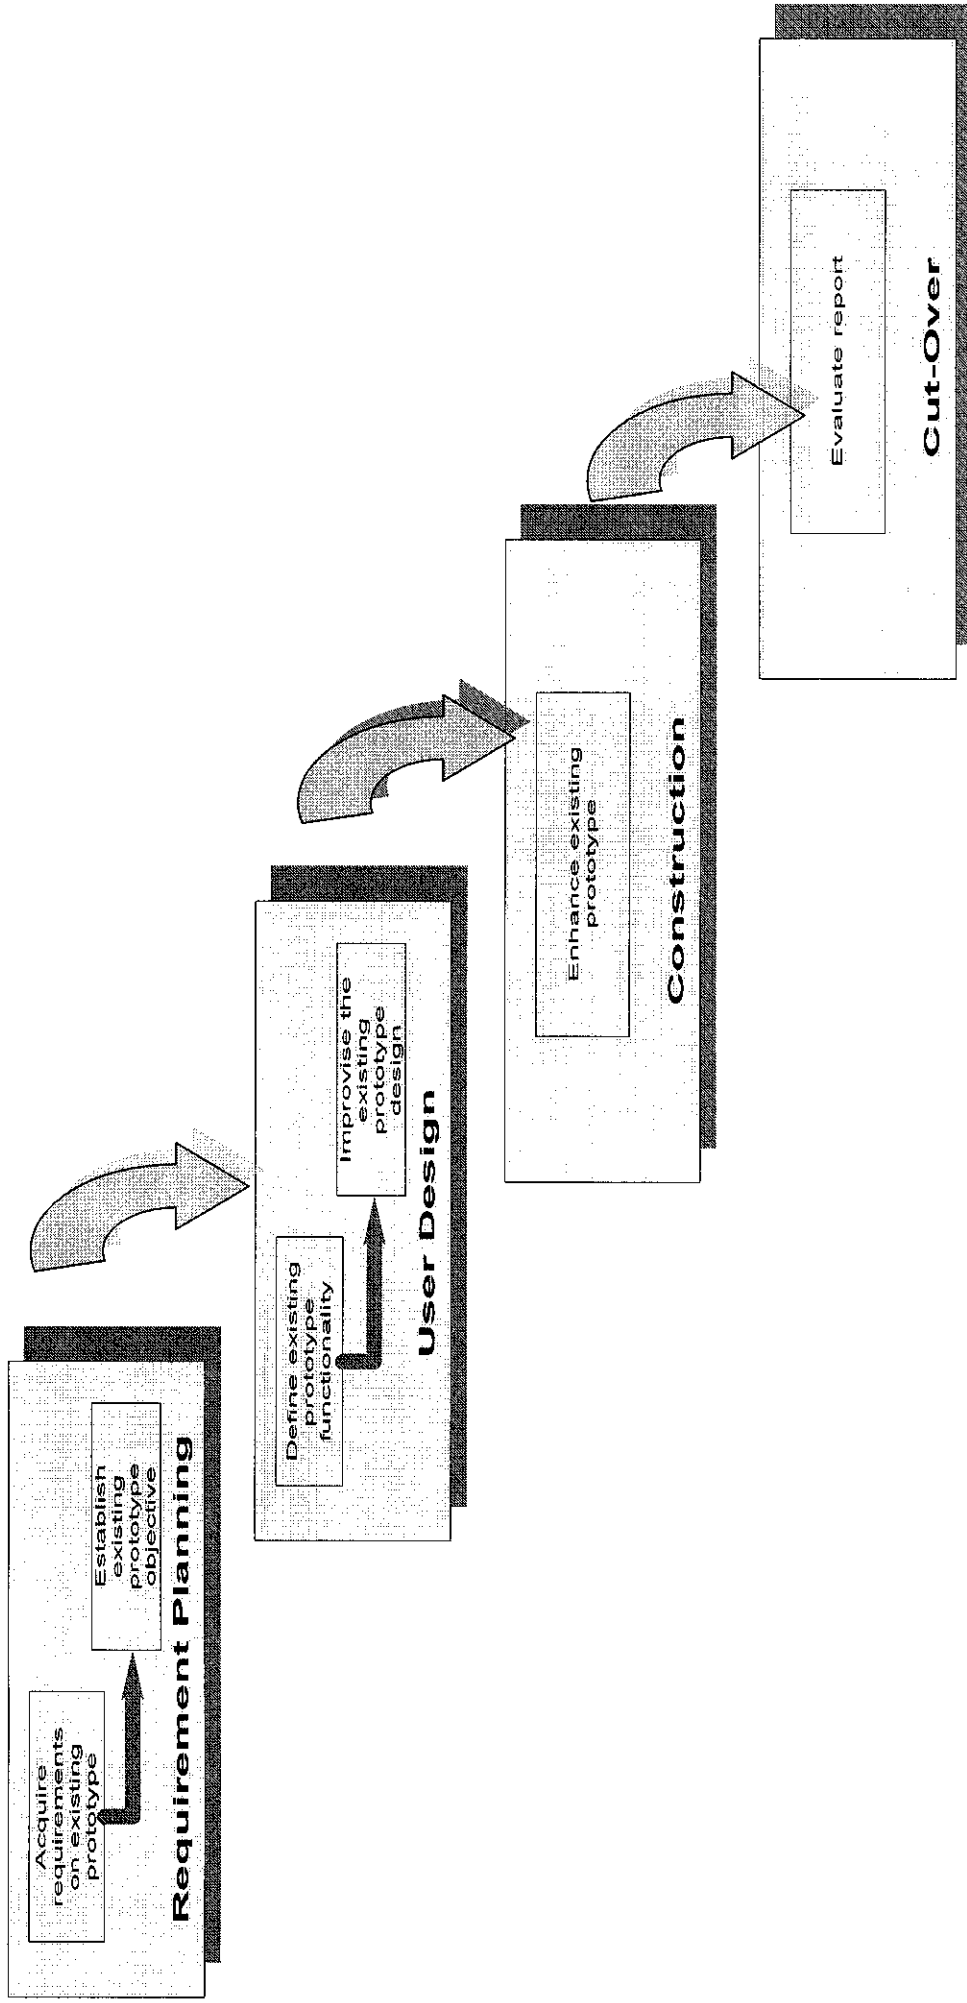 Acquire
requirements
on existing
prototype
Establish
existing
prototype
objective
Requirement Planning
Define existing
prototype
functionality
Improvise the
existing
prototype
design
User Design
Enhance existing
prototype
Construction
Evaluate report
Cut-Over